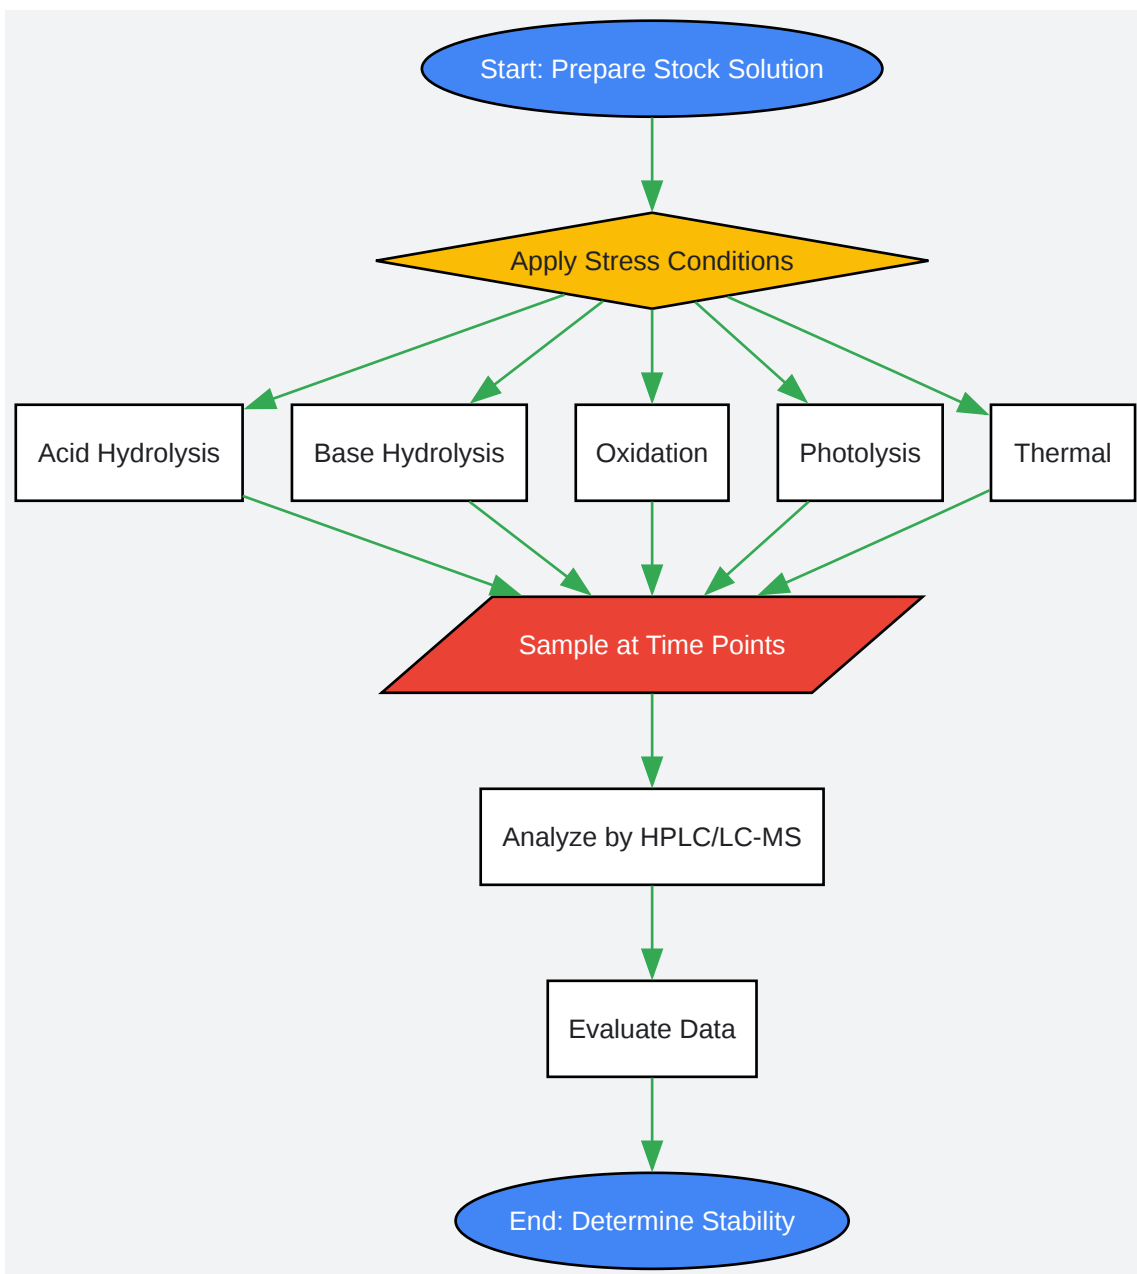 Start: Prepare Stock Solution
Apply Stress Conditions
Acid Hydrolysis
Base Hydrolysis
Oxidation
Photolysis
Thermal
Sample at Time Points
Analyze by HPLC/LC-MS
Evaluate Data
End: Determine Stability